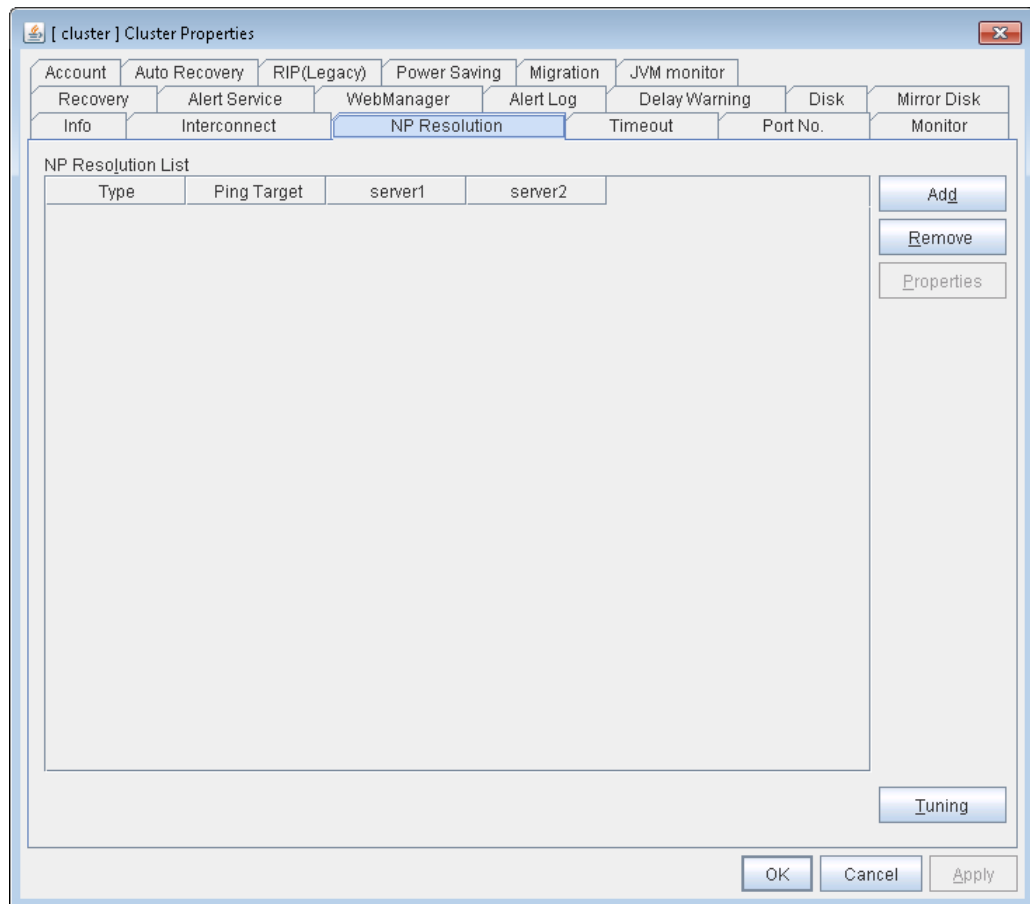 [ cluster ] Cluster Properties
Account Auto Recovery RIP(Legacy) Power Saving Migration JVM monitor
Recovery Alert Service WebManager Alert Log Delay Warning Disk Mirror Disk
Info Interconnect NP Resolution Timeout Port No. Monitor
NP Resolution List
Type Ping Target server1 server2
Add
Remove
Properties
Tuning
OK Cancel Apply